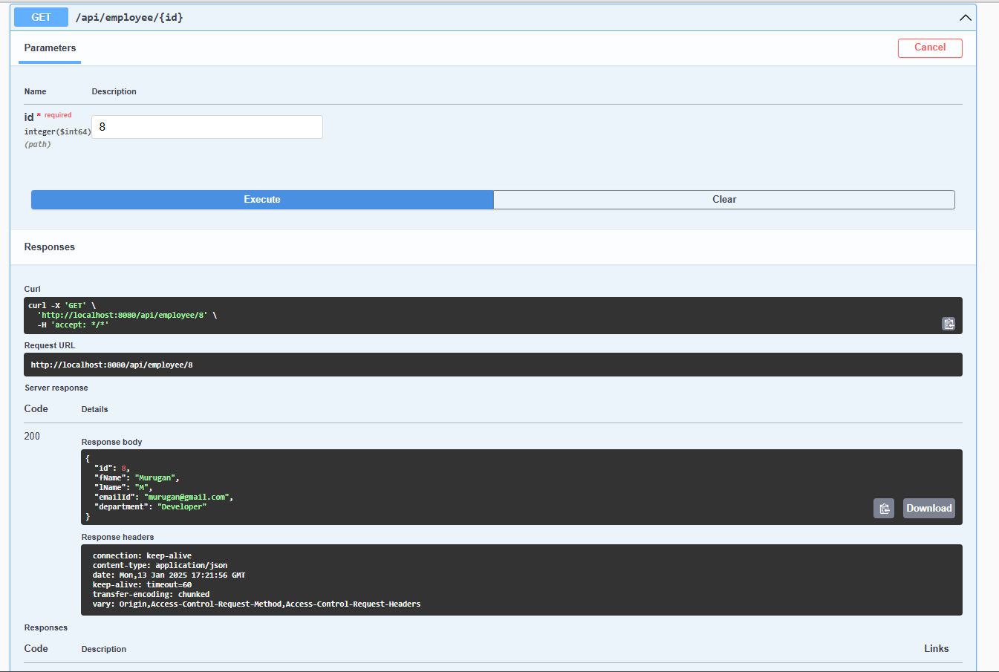 GET /api/employee/{id}
Parameters
Cancel
Name Description
id * required
integer($int64)
(path)
8
Execute Clear
Responses
Curl
curl -X 'GET' \
  'http://localhost:8080/api/employee/8' \
  -H 'accept: */*'
Request URL
http://localhost:8080/api/employee/8
Server response
Code Details
200
Response body
{
  "id": 8,
  "fName": "Murugan",
  "lName": "M",
  "emailId": "murugan@gmail.com",
  "department": "Developer"
}
Download
Response headers
connection: keep-alive
content-type: application/json
date: Mon,13 Jan 2025 17:21:56 GMT
keep-alive: timeout=60
transfer-encoding: chunked
vary: Origin,Access-Control-Request-Method,Access-Control-Request-Headers
Responses
Code Description Links